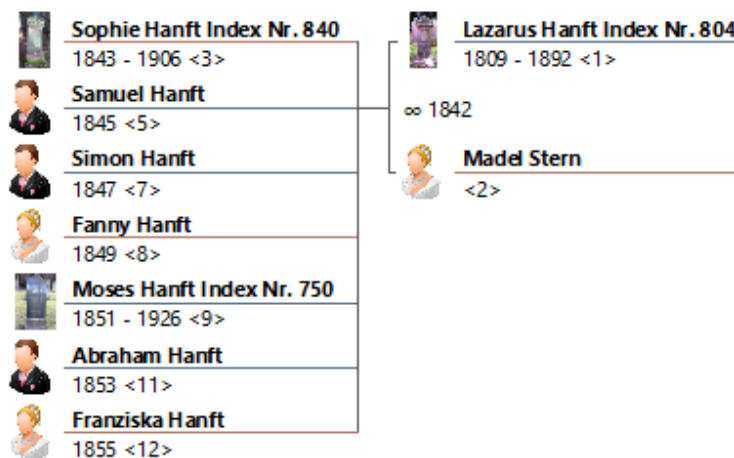 Sophie Hanft Index Nr. 840
1843 - 1906 <3>
Samuel Hanft
1845 <5>
Simon Hanft
1847 <7>
Fanny Hanft
1849 <8>
Moses Hanft Index Nr. 750
1851 - 1926 <9>
Abraham Hanft
1853 <11>
Franziska Hanft
1855 <12>
Lazarus Hanft Index Nr. 804
1809 - 1892 <1>
∞ 1842
Madel Stern
<2>